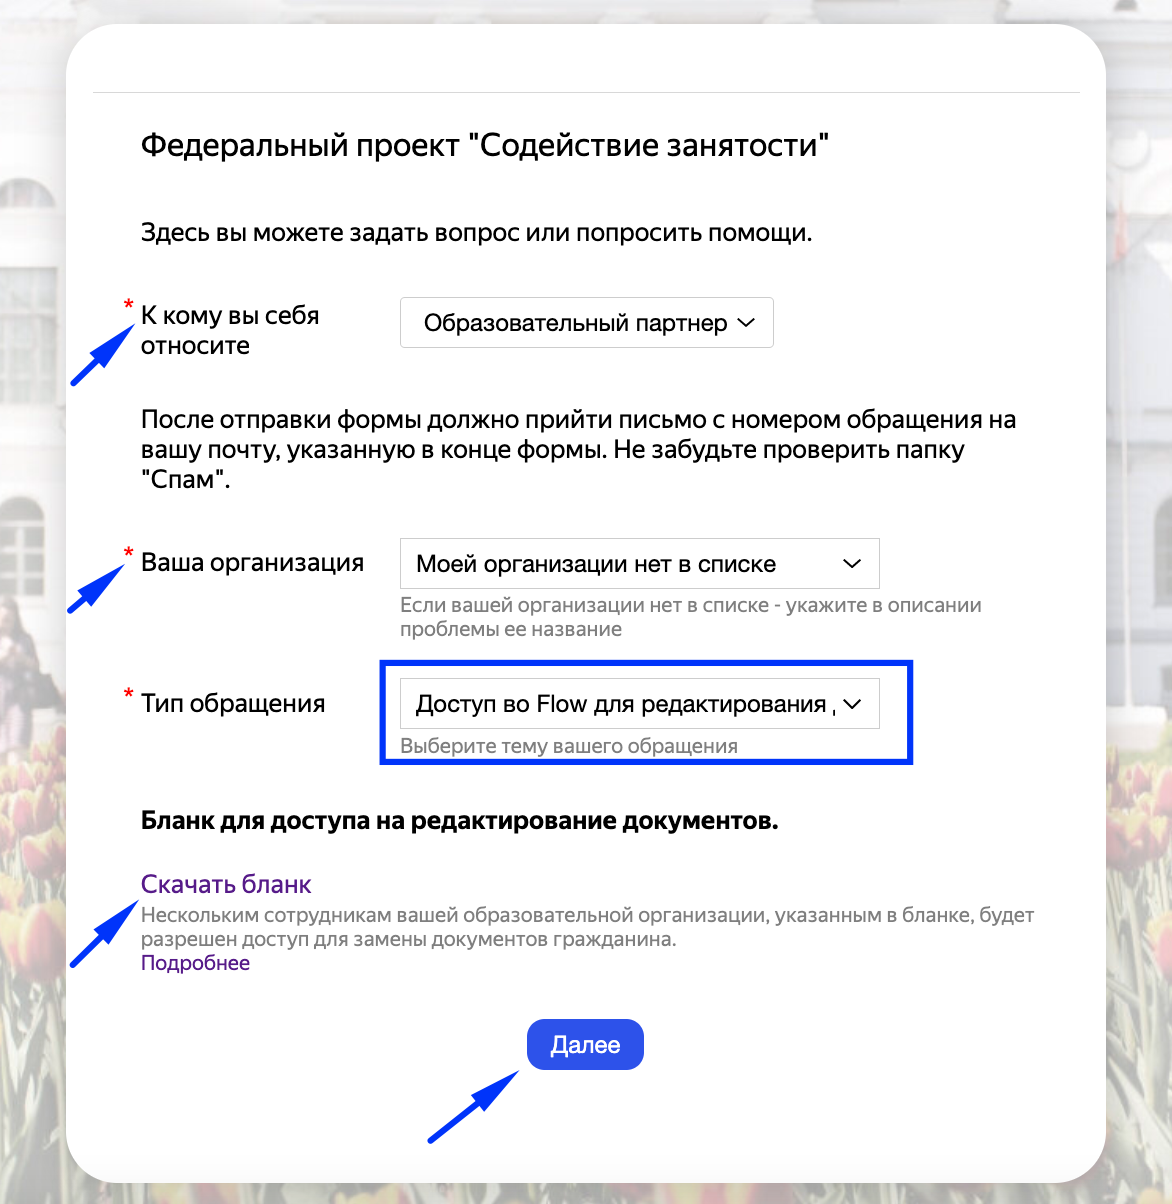 Федеральный проект "Содействие занятости"
Здесь вы можете задать вопрос или попросить помощи.
* К кому вы себя
относите
Образовательный партнер
После отправки формы должно прийти письмо с номером обращения на
вашу почту, указанную в конце формы. Не забудьте проверить папку
"Спам".
* Ваша организация
Моей организации нет в списке
Если вашей организации нет в списке - укажите в описании
проблемы ее название
* Тип обращения
Доступ во Flow для редактирования
Выберите тему вашего обращения
Бланк для доступа на редактирование документов.
Скачать бланк
Нескольким сотрудникам вашей образовательной организации, указанным в бланке, будет
разрешен доступ для замены документов гражданина.
Подробнее
Далее